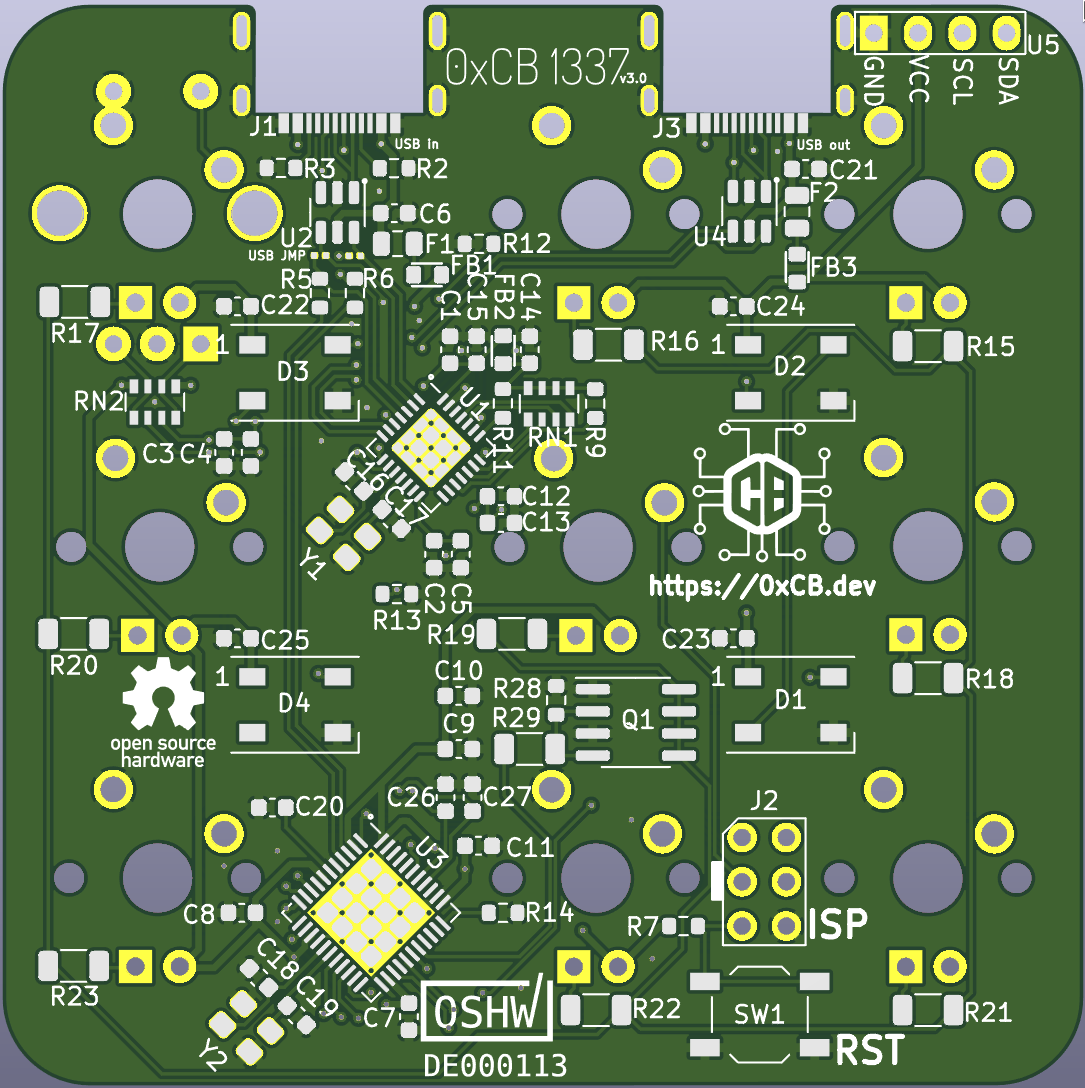 0xCB 1337 v3.0
U5
GND
VCC
SCL
SDA
J1
USB in
J3
USB out
R3
R2
C21
F2
C6
U2
F1
R12
U4
USB JMP
FB1
FB3
R5
R6
C22
C1
C15
FB2
C14
C24
R17
1
D3
R16
1
D2
R15
RN2
U1
R11
RN1
R9
C3
C4
C16
C17
C12
C13
Y1
https://0xCB.dev
C2
C5
R13
R19
C23
R20
C25
C10
1
D4
R28
R29
C9
Q1
1
D1
R18
open source
hardware
C20
C26
C27
J2
U3
C11
C8
R14
R7
ISP
C18
C19
R23
C7
OSHW
R22
SW1
R21
Y2
RST
DE000113